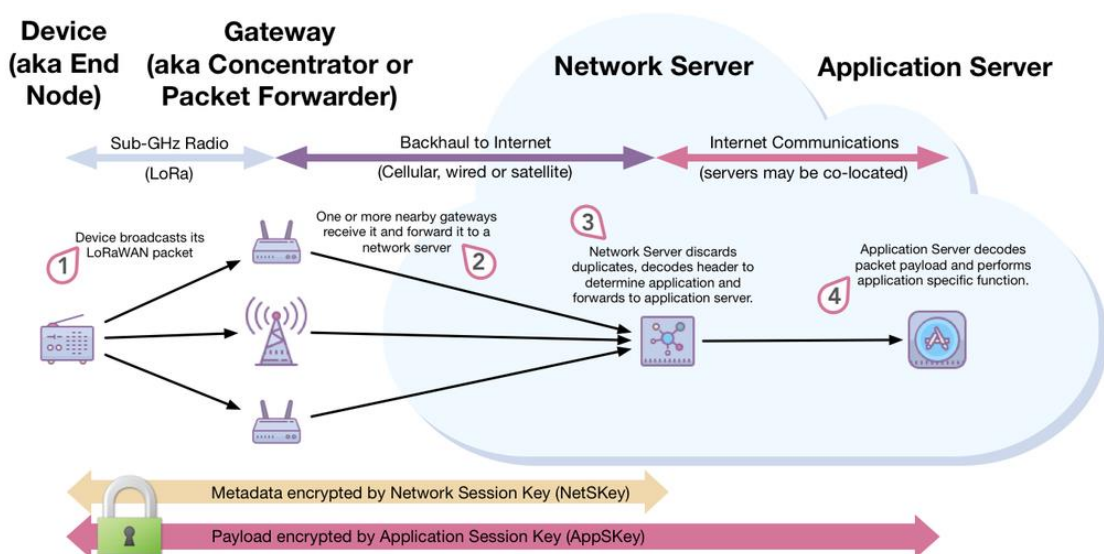 Device
(aka End
Node)
Gateway
(aka Concentrator or
Packet Forwarder)
Network Server
Application Server
Sub-GHz Radio
(LoRa)
Backhaul to Internet
(Cellular, wired or satellite)
Internet Communications
(servers may be co-located)
1
Device broadcasts its
LoRaWAN packet
One or more nearby gateways
receive it and forward it to a
network server
2
3
Network Server discards
duplicates, decodes header to
determine application and
forwards to application server.
4
Application Server decodes
packet payload and performs
application specific function.
Metadata encrypted by Network Session Key (NetSKey)
Payload encrypted by Application Session Key (AppSKey)